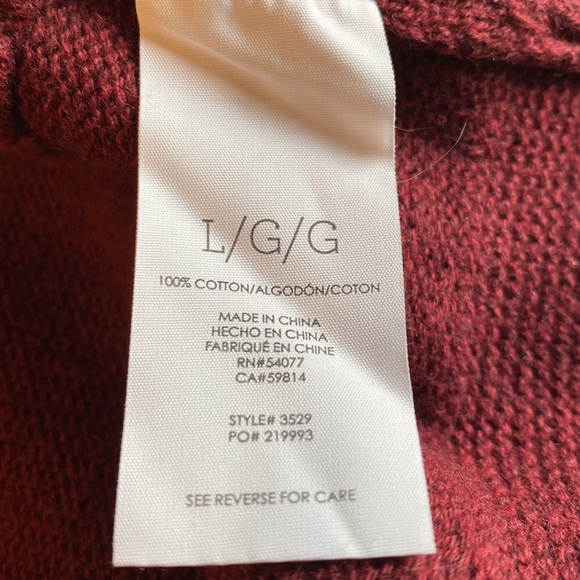 L/G/G
100% COTTON/ALGODÓN/COTON
MADE IN CHINA
HECHO EN CHINA
FABRIQUÉ EN CHINE
RN#54077
CA#59814
STYLE# 3529
PO# 219993
SEE REVERSE FOR CARE